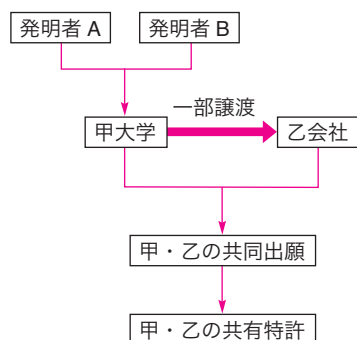 発明者 A
発明者 B
一部譲渡
甲大学
乙会社
甲・乙の共同出願
甲・乙の共有特許